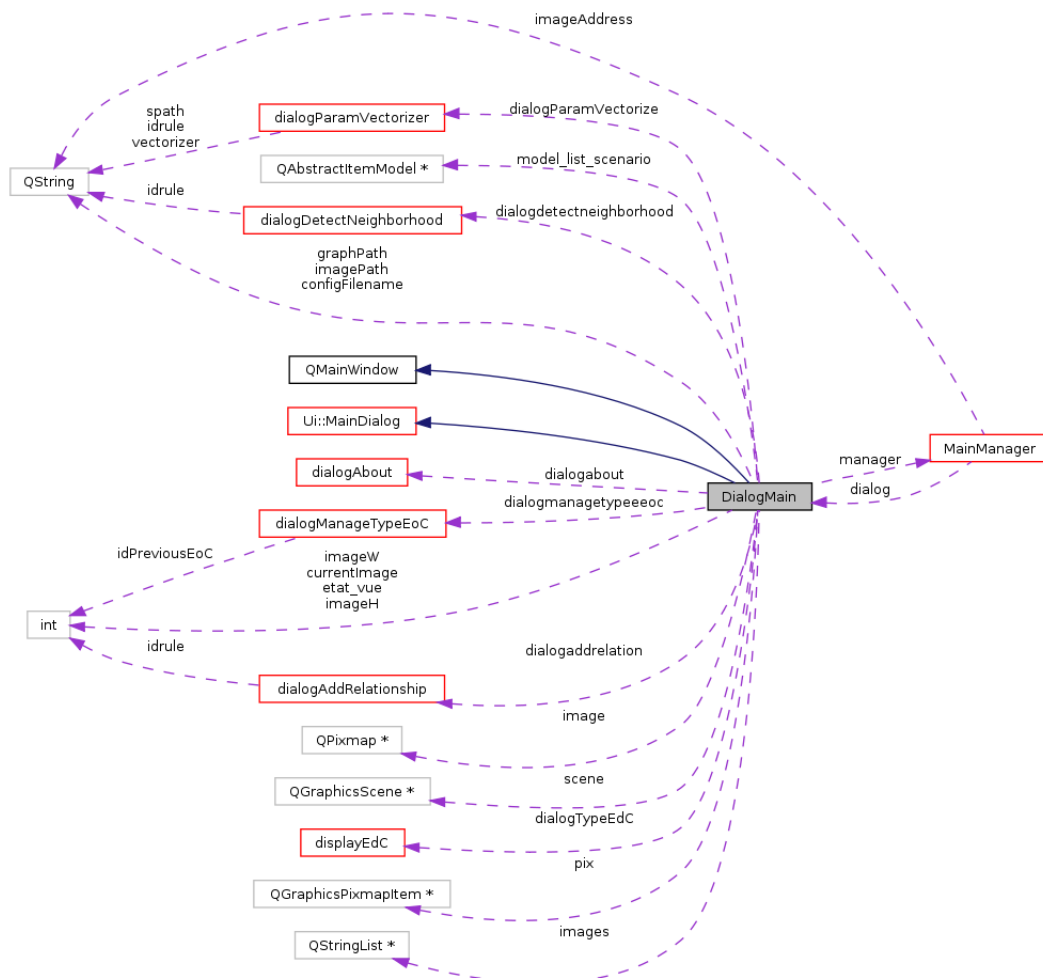 imageAddress
dialogParamVectorize
spath
idrule
vectorizer
dialogParamVectorizer
model_list_scenario
QAbstractItemModel *
QString
idrule
dialogdetectneighborhood
dialogDetectNeighborhood
graphPath
imagePath
configFilename
QMainWindow
Ui::MainDialog
MainManager
manager
dialogabout
dialogAbout
dialog
DialogMain
dialogmanagetypeeeoc
dialogManageTypeEoC
idPreviousEoC
imageW
currentImage
etat_vue
imageH
int
idrule
dialogaddrelation
dialogAddRelationship
image
QPixmap *
scene
QGraphicsScene *
dialogTypeEdC
displayEdC
pix
QGraphicsPixmapItem *
images
QStringList *